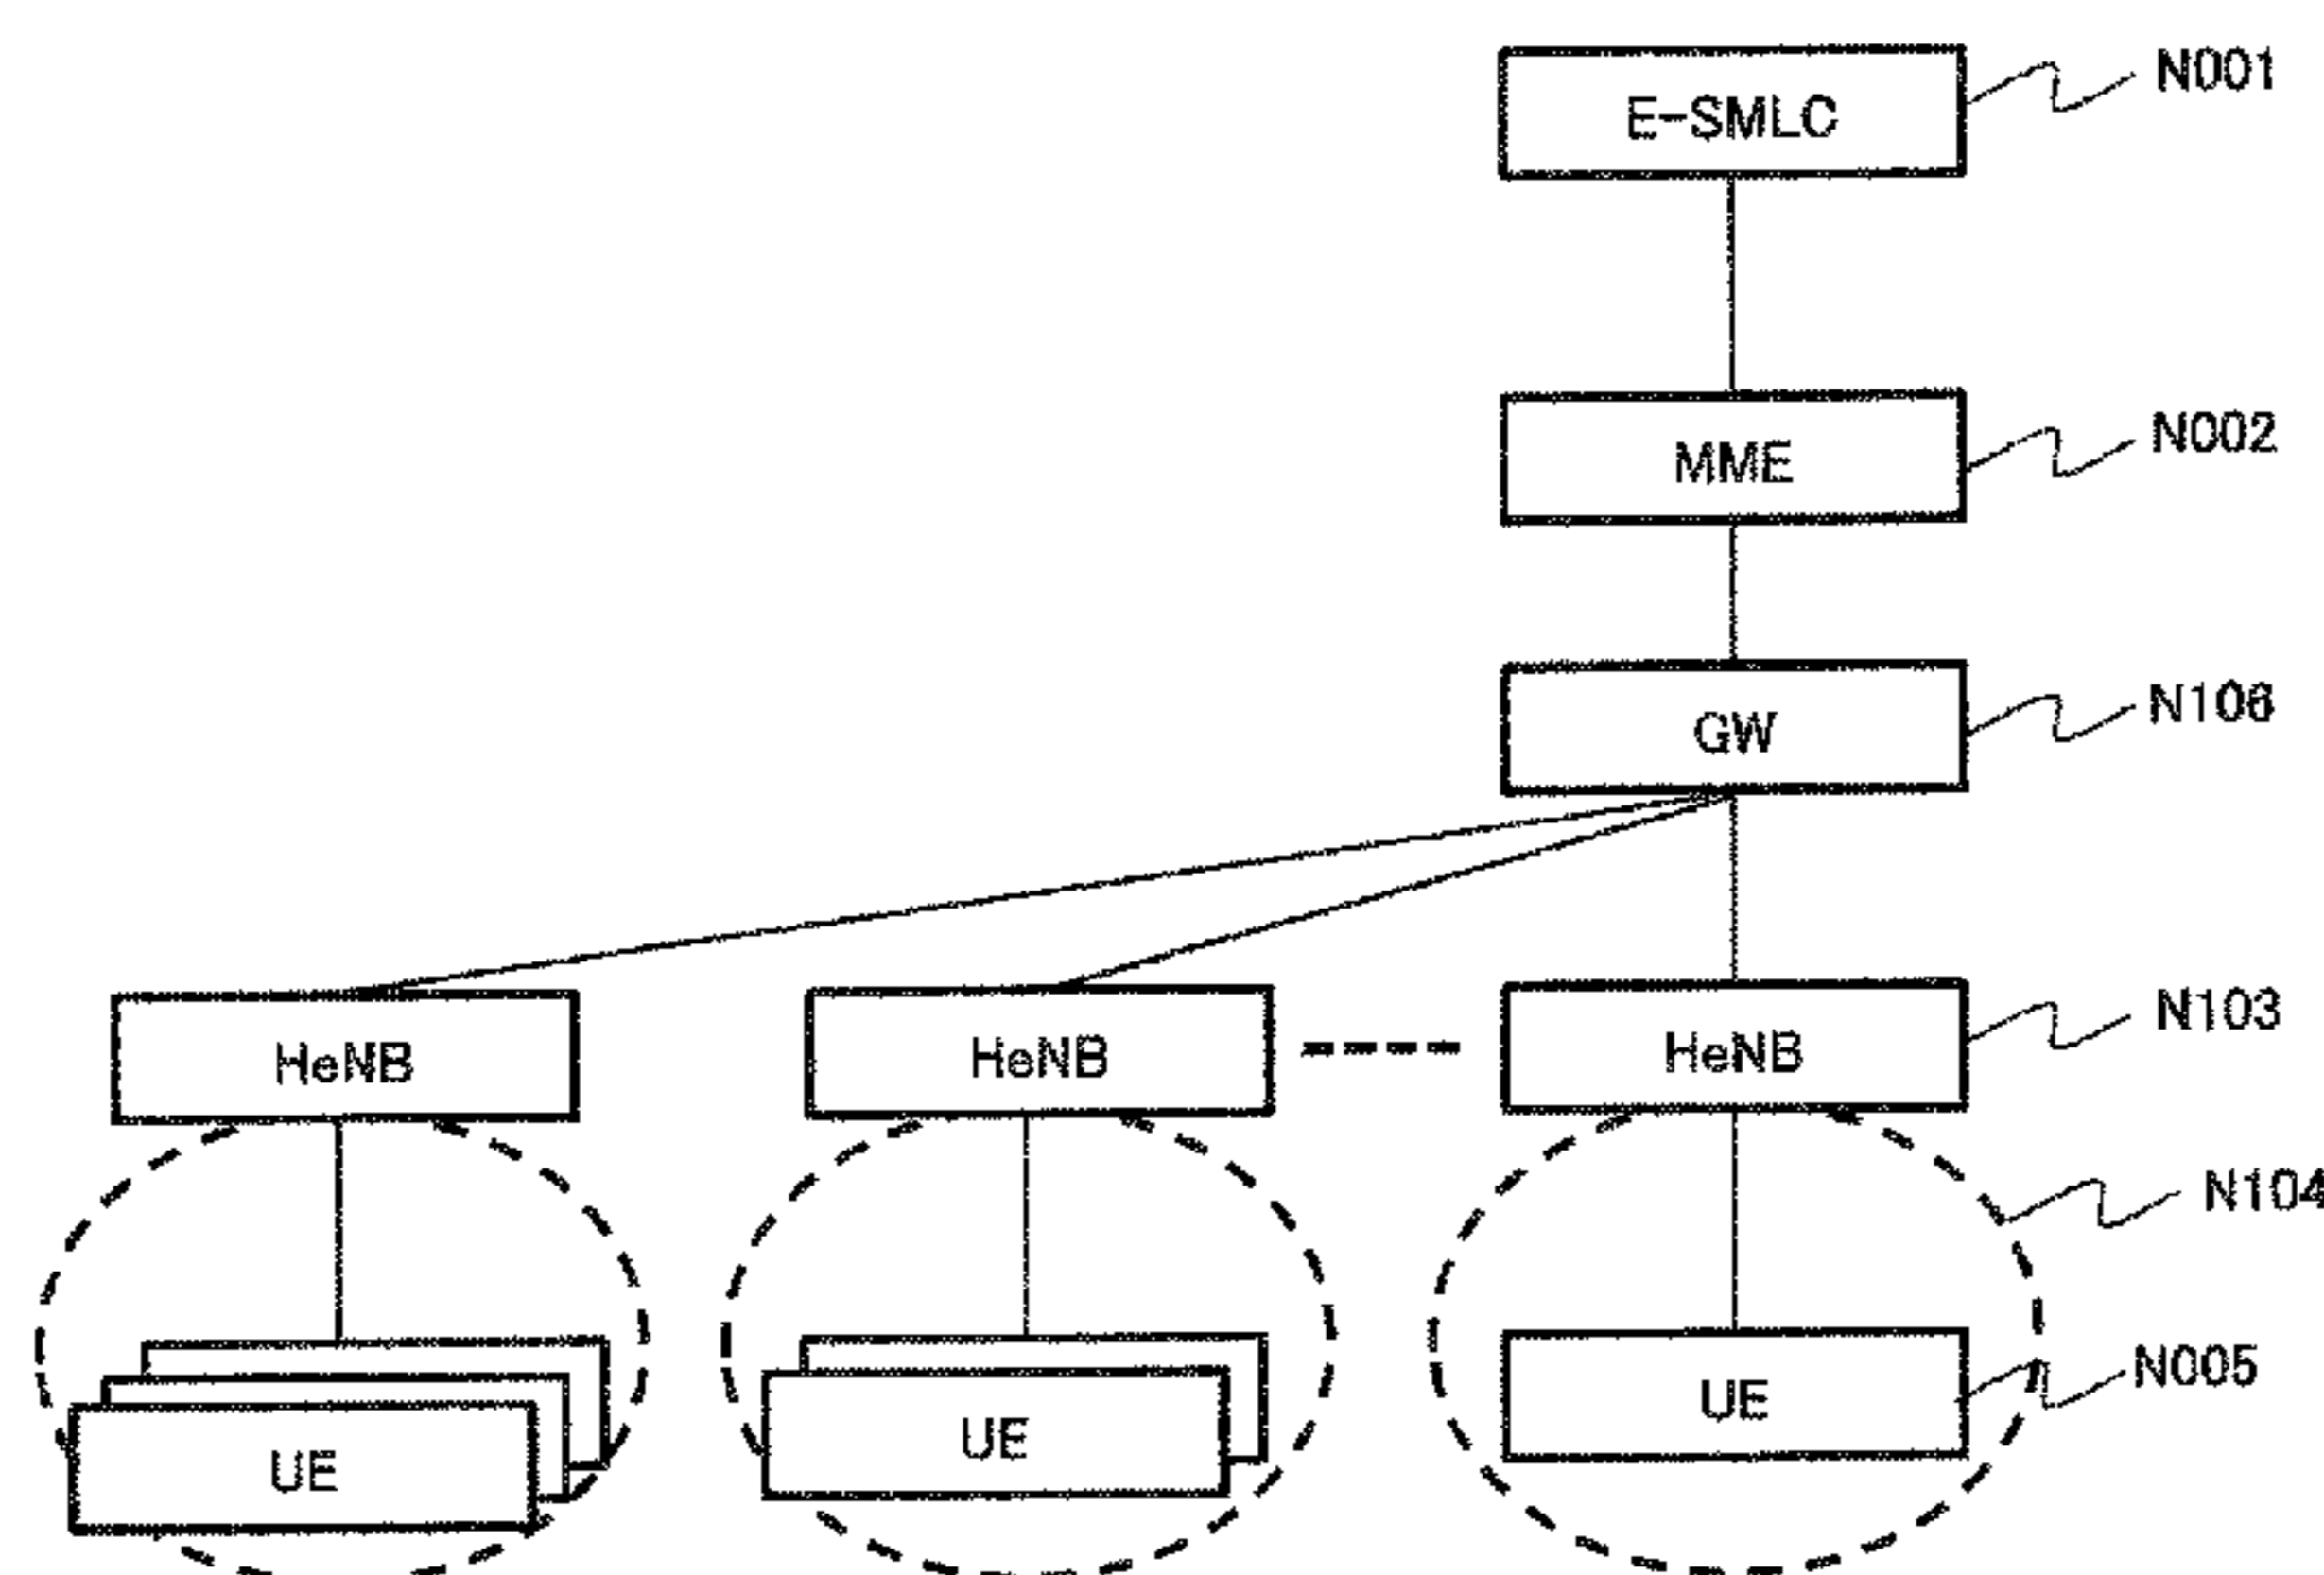 E-SMLC N001
MME N002
GW N106
HeNB HeNB HeNB N103
N104
UE UE UE N005